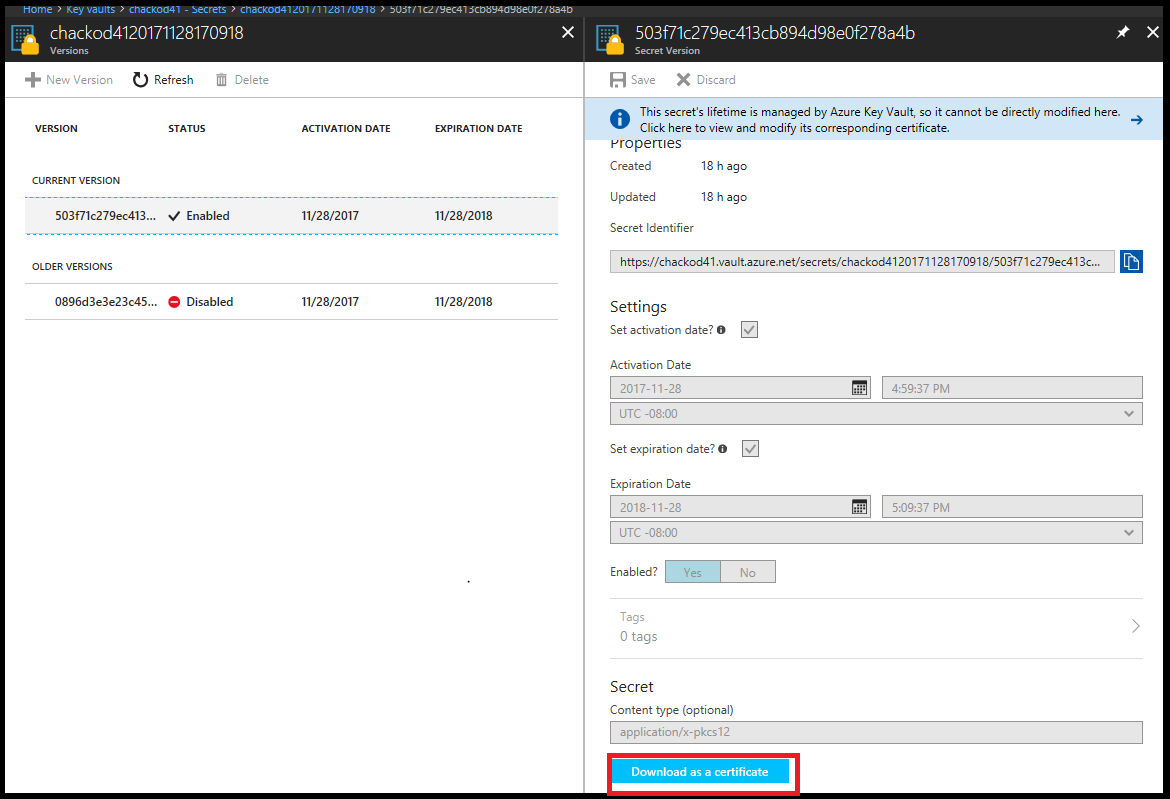 Home > Key vaults > chackod41 - Secrets > chackod4120171128170918 > 503f71c279ec413cb894d98e0f278a4b
chackod4120171128170918
Versions
New Version Refresh Delete
VERSION STATUS ACTIVATION DATE EXPIRATION DATE
CURRENT VERSION
503f71c279ec413... Enabled 11/28/2017 11/28/2018
OLDER VERSIONS
0896d3e3e23c45... Disabled 11/28/2017 11/28/2018
503f71c279ec413cb894d98e0f278a4b
Secret Version
Save Discard
This secret's lifetime is managed by Azure Key Vault, so it cannot be directly modified here.
Click here to view and modify its corresponding certificate.
Properties
Created 18 h ago
Updated 18 h ago
Secret Identifier
https://chackod41.vault.azure.net/secrets/chackod4120171128170918/503f71c279ec413c...
Settings
Set activation date?
Activation Date
2017-11-28 4:59:37 PM
UTC -08:00
Set expiration date?
Expiration Date
2018-11-28 5:09:37 PM
UTC -08:00
Enabled? Yes No
Tags
0 tags
Secret
Content type (optional)
application/x-pkcs12
Download as a certificate